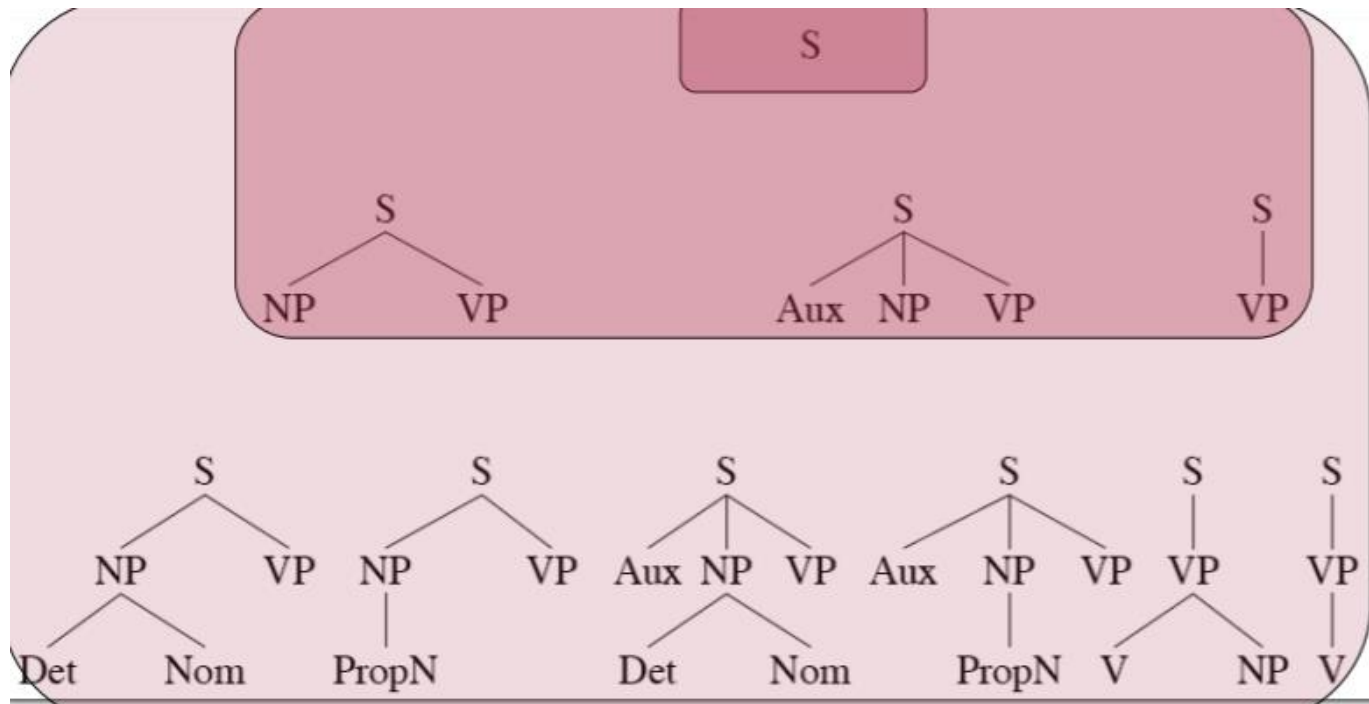 S
S S S
NP VP Aux NP VP VP
S S S S S S
NP VP NP VP Aux NP VP Aux NP VP VP VP
Det Nom PropN Det Nom PropN V NP V